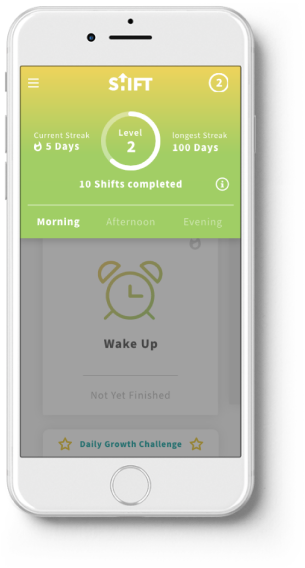 SHIFT
2
Current Streak
5 Days
Level
2
longest Streak
100 Days
10 Shifts completed
Morning
Afternoon
Evening
Wake Up
Not Yet Finished
Daily Growth Challenge